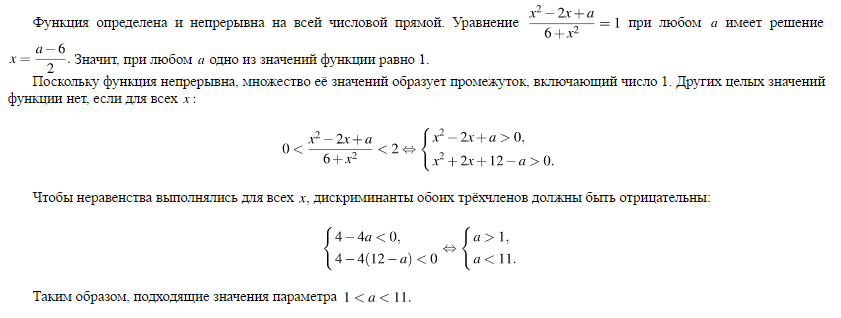 Функция определена и непрерывна на всей числовой прямой. Уравнение \frac{x^2-2x+a}{6+x^2}=1 при любом a имеет решение
x=\frac{a-6}{2}. Значит, при любом a одно из значений функции равно 1.
Поскольку функция непрерывна, множество её значений образует промежуток, включающий число 1. Других целых значений
функции нет, если для всех x:
0<\frac{x^2-2x+a}{6+x^2}<2 ⇔ \begin{cases} x^2-2x+a>0, \\ x^2+2x+12-a>0. \end{cases}
Чтобы неравенства выполнялись для всех x, дискриминанты обоих трёхчленов должны быть отрицательны:
\begin{cases} 4-4a<0, \\ 4-4(12-a)<0 \end{cases} ⇔ \begin{cases} a>1, \\ a<11. \end{cases}
Таким образом, подходящие значения параметра 1<a<11.